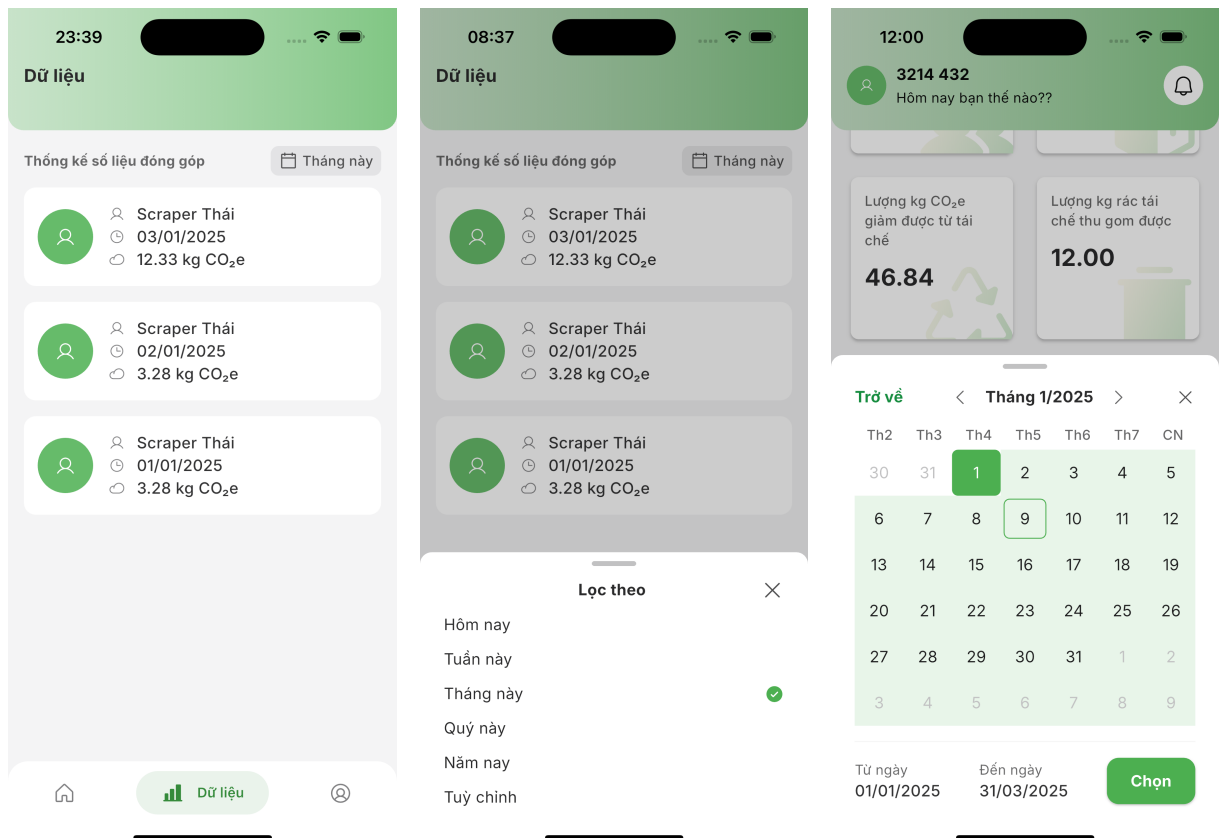 23:39
Dữ liệu
Thống kế số liệu đóng góp
Tháng này
Scraper Thái
03/01/2025
12.33 kg CO₂e
Scraper Thái
02/01/2025
3.28 kg CO₂e
Scraper Thái
01/01/2025
3.28 kg CO₂e
Dữ liệu
08:37
Dữ liệu
Thống kế số liệu đóng góp
Tháng này
Scraper Thái
03/01/2025
12.33 kg CO₂e
Scraper Thái
02/01/2025
3.28 kg CO₂e
Scraper Thái
01/01/2025
3.28 kg CO₂e
Lọc theo
Hôm nay
Tuần này
Tháng này
Quý này
Năm nay
Tuỳ chỉnh
12:00
3214 432
Hôm nay bạn thế nào??
Lượng kg CO₂e
giảm được từ tái
chế
46.84
Lượng kg rác tái
chế thu gom được
12.00
Trở về
Tháng 1/2025
Th2 Th3 Th4 Th5 Th6 Th7 CN
30 31 1 2 3 4 5
6 7 8 9 10 11 12
13 14 15 16 17 18 19
20 21 22 23 24 25 26
27 28 29 30 31 1 2
3 4 5 6 7 8 9
Từ ngày
01/01/2025
Đến ngày
31/03/2025
Chọn